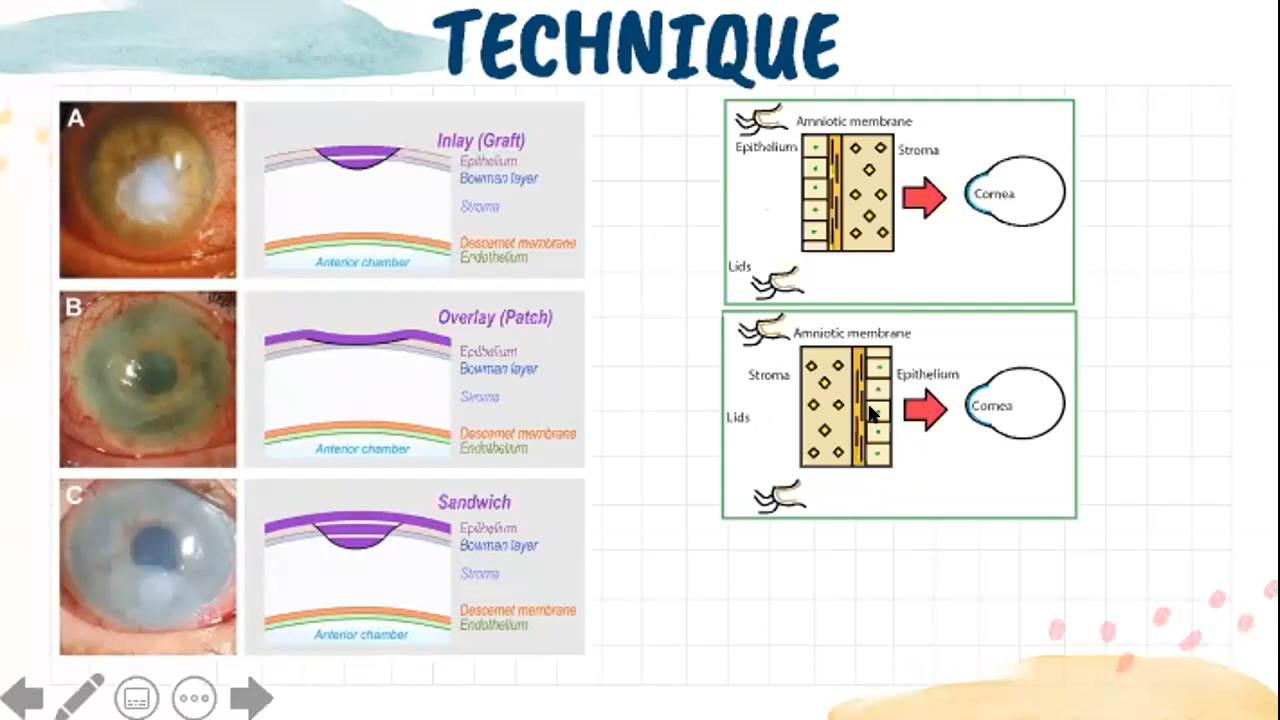 TECHNIQUE
A
Inlay (Graft)
Epithelium
Bowman layer
Stroma
Descemet membrane
Endothelium
Anterior chamber
B
Overlay (Patch)
Epithelium
Bowman layer
Stroma
Descemet membrane
Endothelium
Anterior chamber
C
Sandwich
Epithelium
Bowman layer
Stroma
Descemet membrane
Endothelium
Anterior chamber
Amniotic membrane
Epithelium
Stroma
Cornea
Lids
Amniotic membrane
Stroma
Epithelium
Cornea
Lids